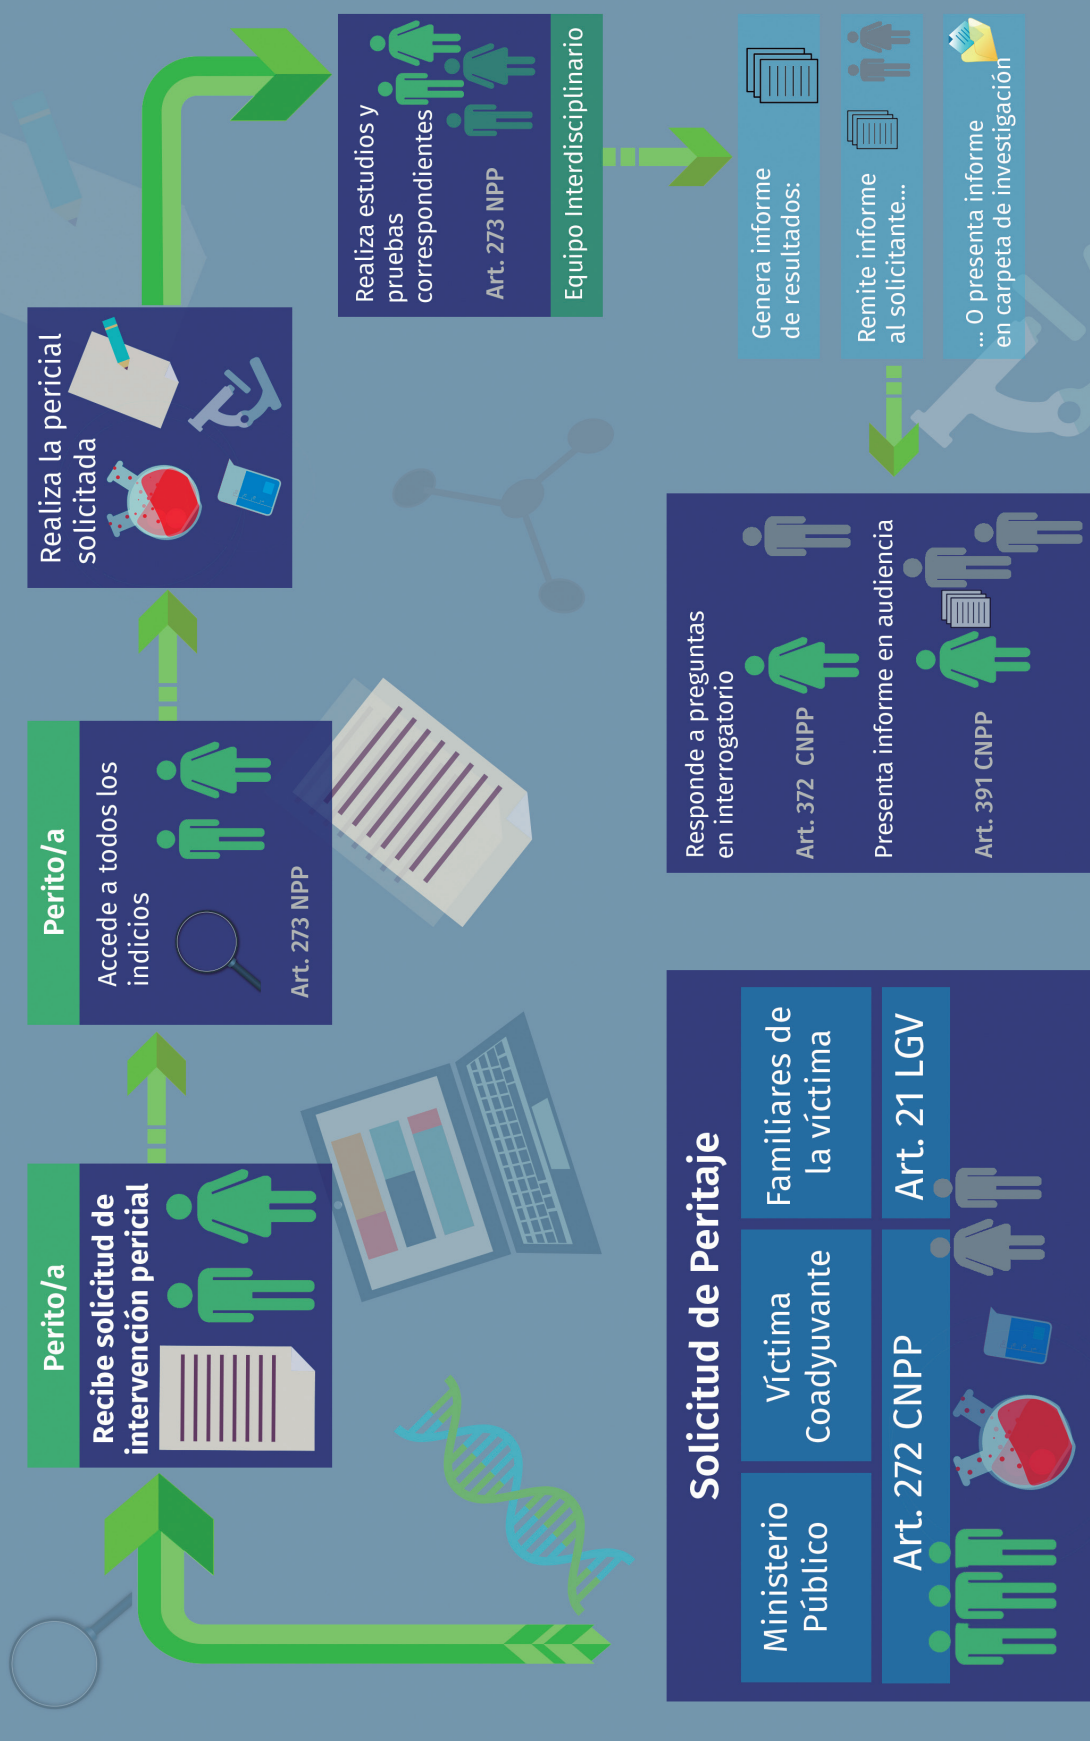 Solicitud de Peritaje
Ministerio
Público
Víctima
Coadyuvante
Familiares de
la víctima
Art. 272 CNPP
Art. 21 LGV
Perito/a
Recibe solicitud de
intervención pericial
Perito/a
Accede a todos los
indicios
Art. 273 NPP
Realiza la pericial
solicitada
Realiza estudios y
pruebas
correspondientes
Art. 273 NPP
Equipo Interdisciplinario
Genera informe
de resultados:
Remite informe
al solicitante...
... O presenta informe
en carpeta de investigación
Responde a preguntas
en interrogatorio
Art. 372 CNPP
Presenta informe en audiencia
Art. 391 CNPP